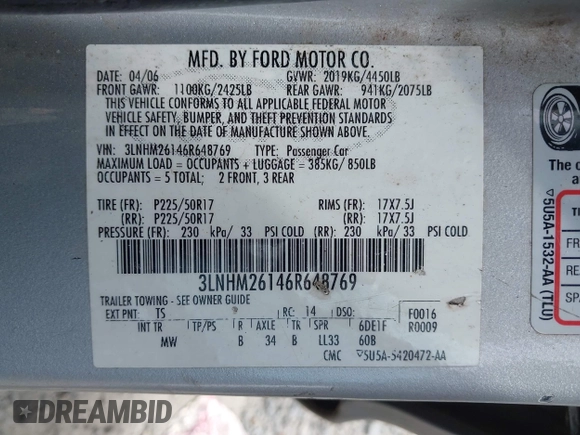 MFD. BY FORD MOTOR CO.
DATE: 04/06 GVWR: 2019KG/4450LB
FRONT GAWR: 1100KG/2425LB REAR GAWR: 941KG/2075LB
THIS VEHICLE CONFORMS TO ALL APPLICABLE FEDERAL MOTOR
VEHICLE SAFETY, BUMPER, AND THEFT PREVENTION STANDARDS
IN EFFECT ON THE DATE OF MANUFACTURE SHOWN ABOVE.
VIN: 3LNHM26146R648769 TYPE: Passenger Car
MAXIMUM LOAD = OCCUPANTS + LUGGAGE = 385KG/850LB
OCCUPANTS = 5 TOTAL; 2 FRONT, 3 REAR
TIRE (FR): P225/50R17 RIMS (FR): 17X7.5J
(RR): P225/50R17 (RR): 17X7.5J
PRESSURE (FR): 230 kPa/ 33 PSI COLD (RR): 230 kPa/ 33 PSI COLD
3LNHM26146R648769
TRAILER TOWING - SEE OWNER GUIDE
EXT PNT: TS RC: 14 DSO: F0016
INT TR TP/PS R AXLE TR SPR 6DE1F R0009
MW B 34 B LL33 60B
CMC ▽5U5A-5420472-AA
The c
a
▽5U5A-1532-AA (TLU)
T
FR
RE
SPA
DREAMBID